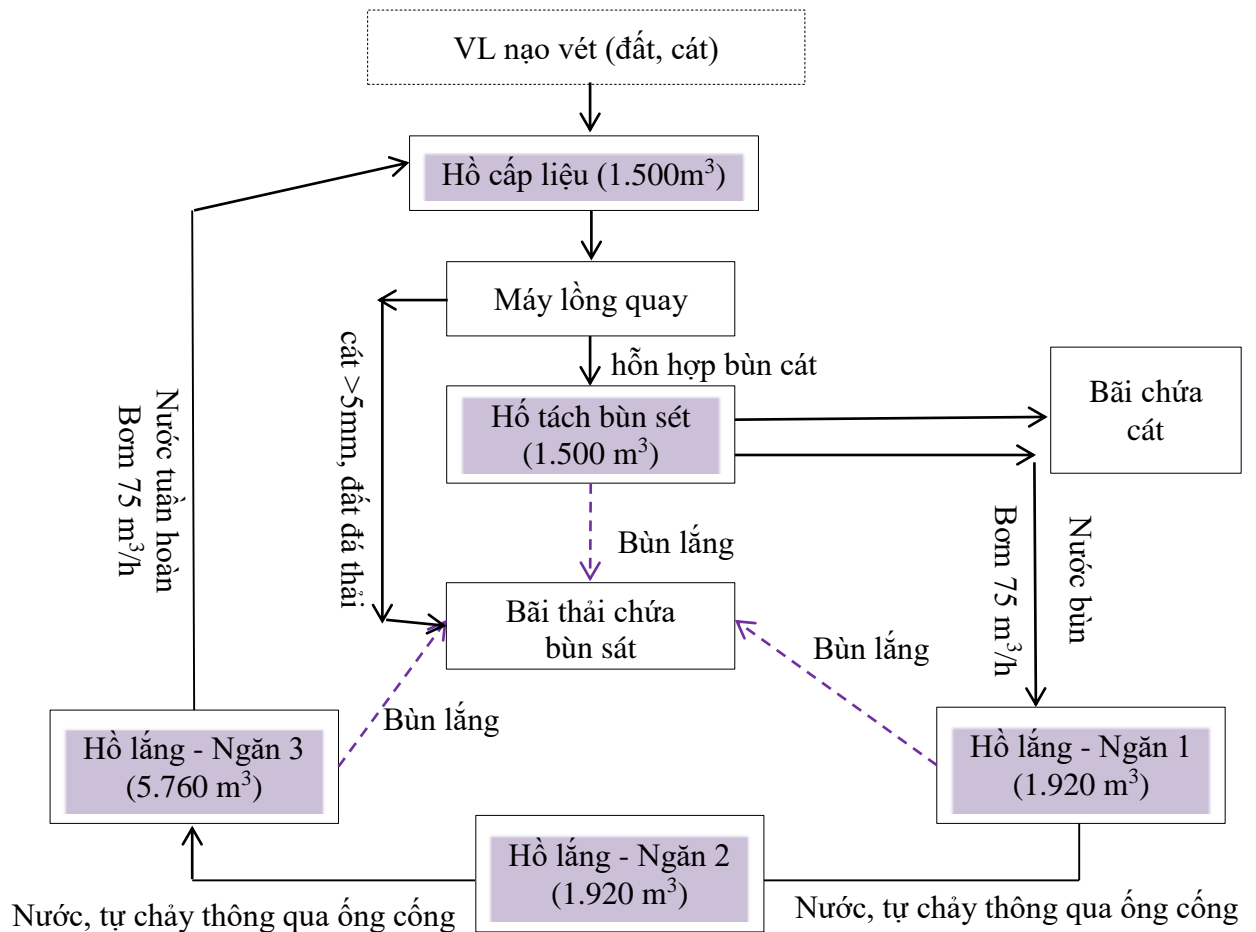 VL nạo vét (đất, cát)
Hồ cấp liệu (1.500m³)
Máy lồng quay
cát >5mm, đất đá thải
hỗn hợp bùn cát
Hố tách bùn sét
(1.500 m³)
Bãi chứa
cát
Nước tuần hoàn
Bơm 75 m³/h
Nước bùn
Bơm 75 m³/h
Bùn lắng
Bãi thải chứa
bùn sát
Bùn lắng
Bùn lắng
Hồ lắng - Ngăn 3
(5.760 m³)
Hồ lắng - Ngăn 1
(1.920 m³)
Hồ lắng - Ngăn 2
(1.920 m³)
Nước, tự chảy thông qua ống cống
Nước, tự chảy thông qua ống cống